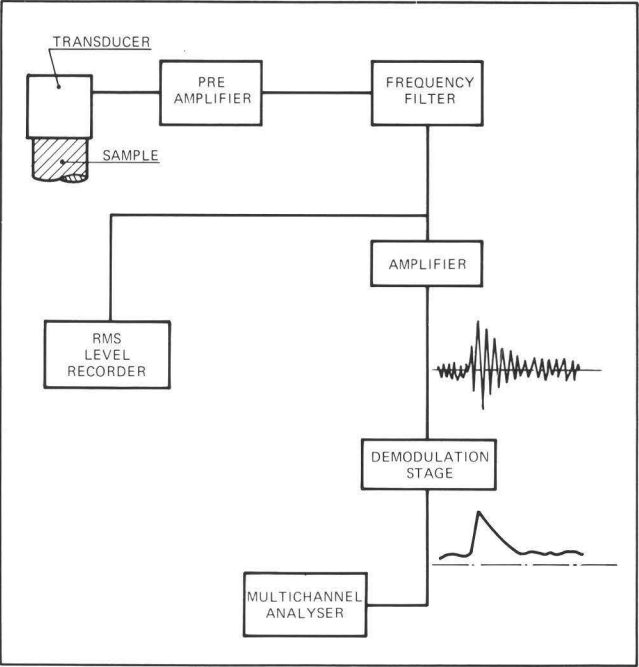 TRANSDUCER
PRE
AMPLIFIER
FREQUENCY
FILTER
SAMPLE
AMPLIFIER
RMS
LEVEL
RECORDER
DEMODULATION
STAGE
MULTICHANNEL
ANALYSER